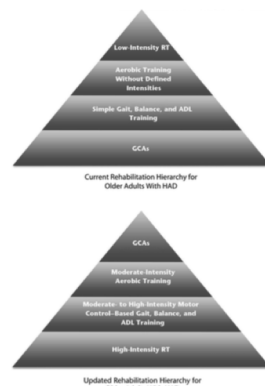 Low-Intensity RT
Aerobic Training
Without Defined
Intensities
Simple Gait, Balance, and ADL
Training
GCAs
Current Rehabilitation Hierarchy for
Older Adults With HAD
GCAs
Moderate-Intensity
Aerobic Training
Moderate- to High-Intensity Motor
Control-Based Gait, Balance, and
ADL Training
High-Intensity RT
Updated Rehabilitation Hierarchy for